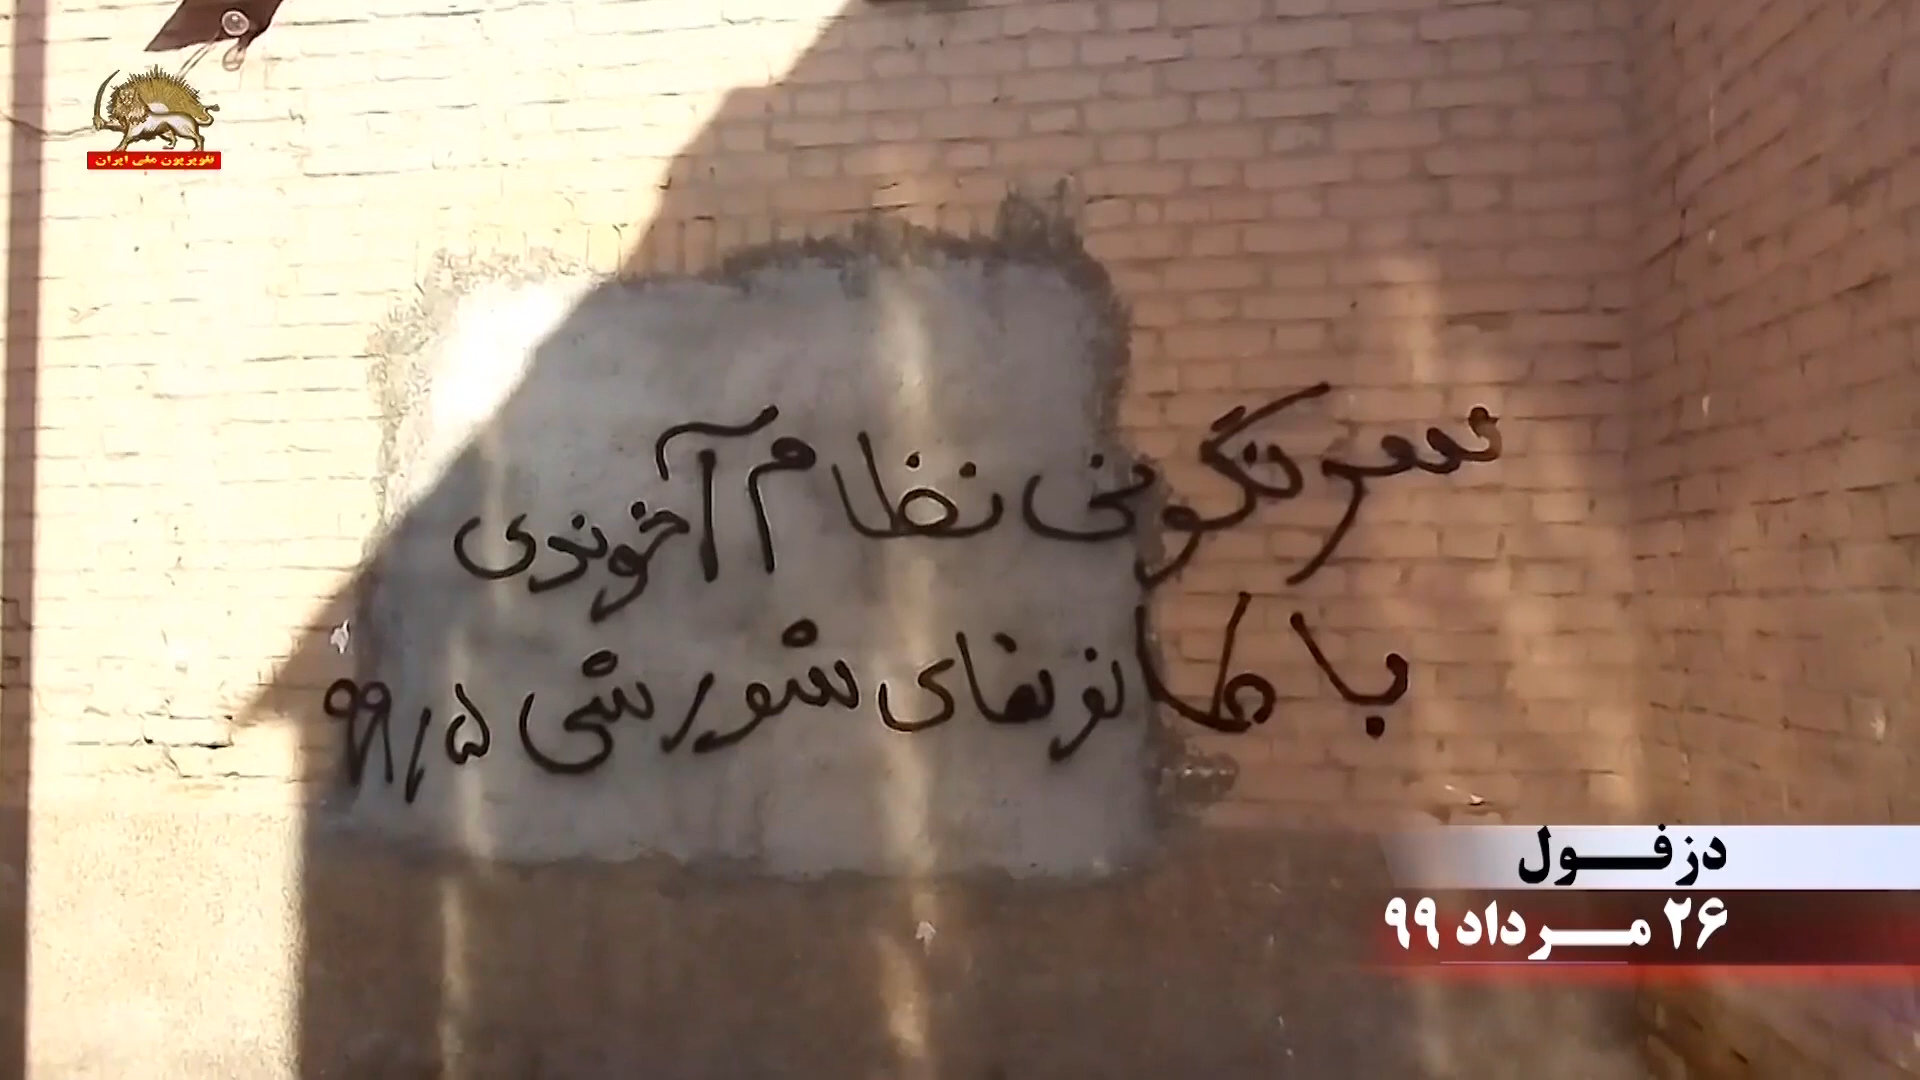 تلویزیون ملی ایران
سرنگونی نظام آخوندی
با کانونهای شورشی ۹۹/۵
دزفول
۲۶ مرداد ۹۹